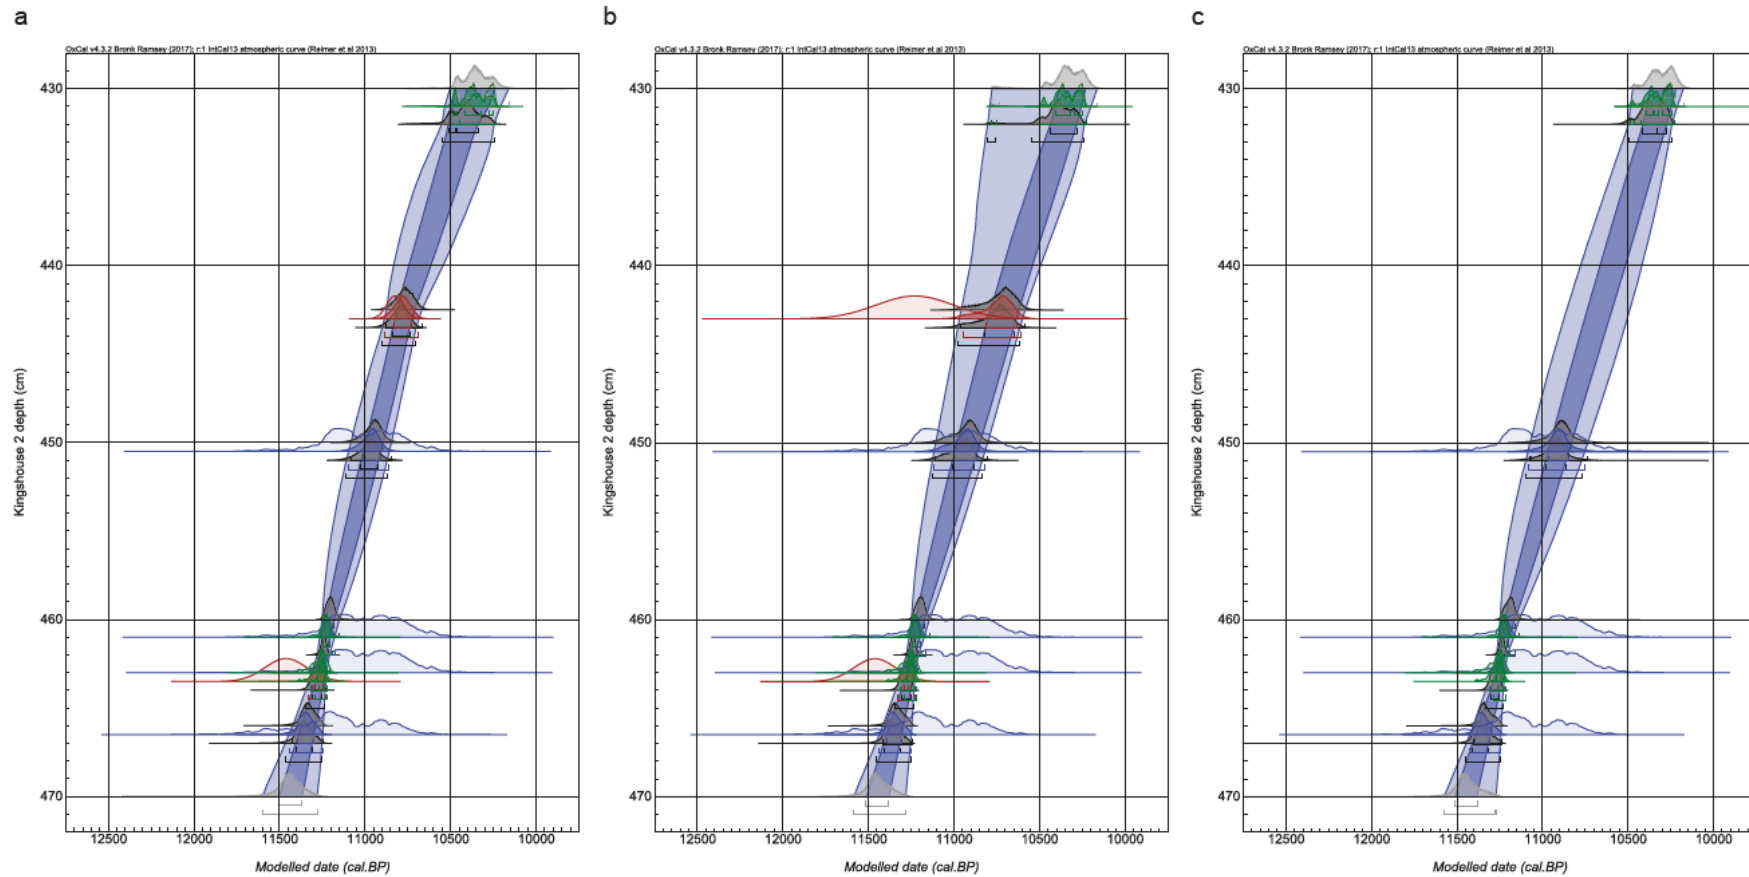 a
b
c
OxCal v4.3.2 Bronk Ramsey (2017); r:1 IntCal13 atmospheric curve (Reimer et al 2013)
OxCal v4.3.2 Bronk Ramsey (2017); r:1 IntCal13 atmospheric curve (Reimer et al 2013)
OxCal v4.3.2 Bronk Ramsey (2017); r:1 IntCal13 atmospheric curve (Reimer et al 2013)
Kingshouse 2 depth (cm)
430
440
450
460
470
12500 12000 11500 11000 10500 10000
Modelled date (cal.BP)
Kingshouse 2 depth (cm)
430
440
450
460
470
12500 12000 11500 11000 10500 10000
Modelled date (cal.BP)
Kingshouse 2 depth (cm)
430
440
450
460
470
12500 12000 11500 11000 10500 10000
Modelled date (cal.BP)